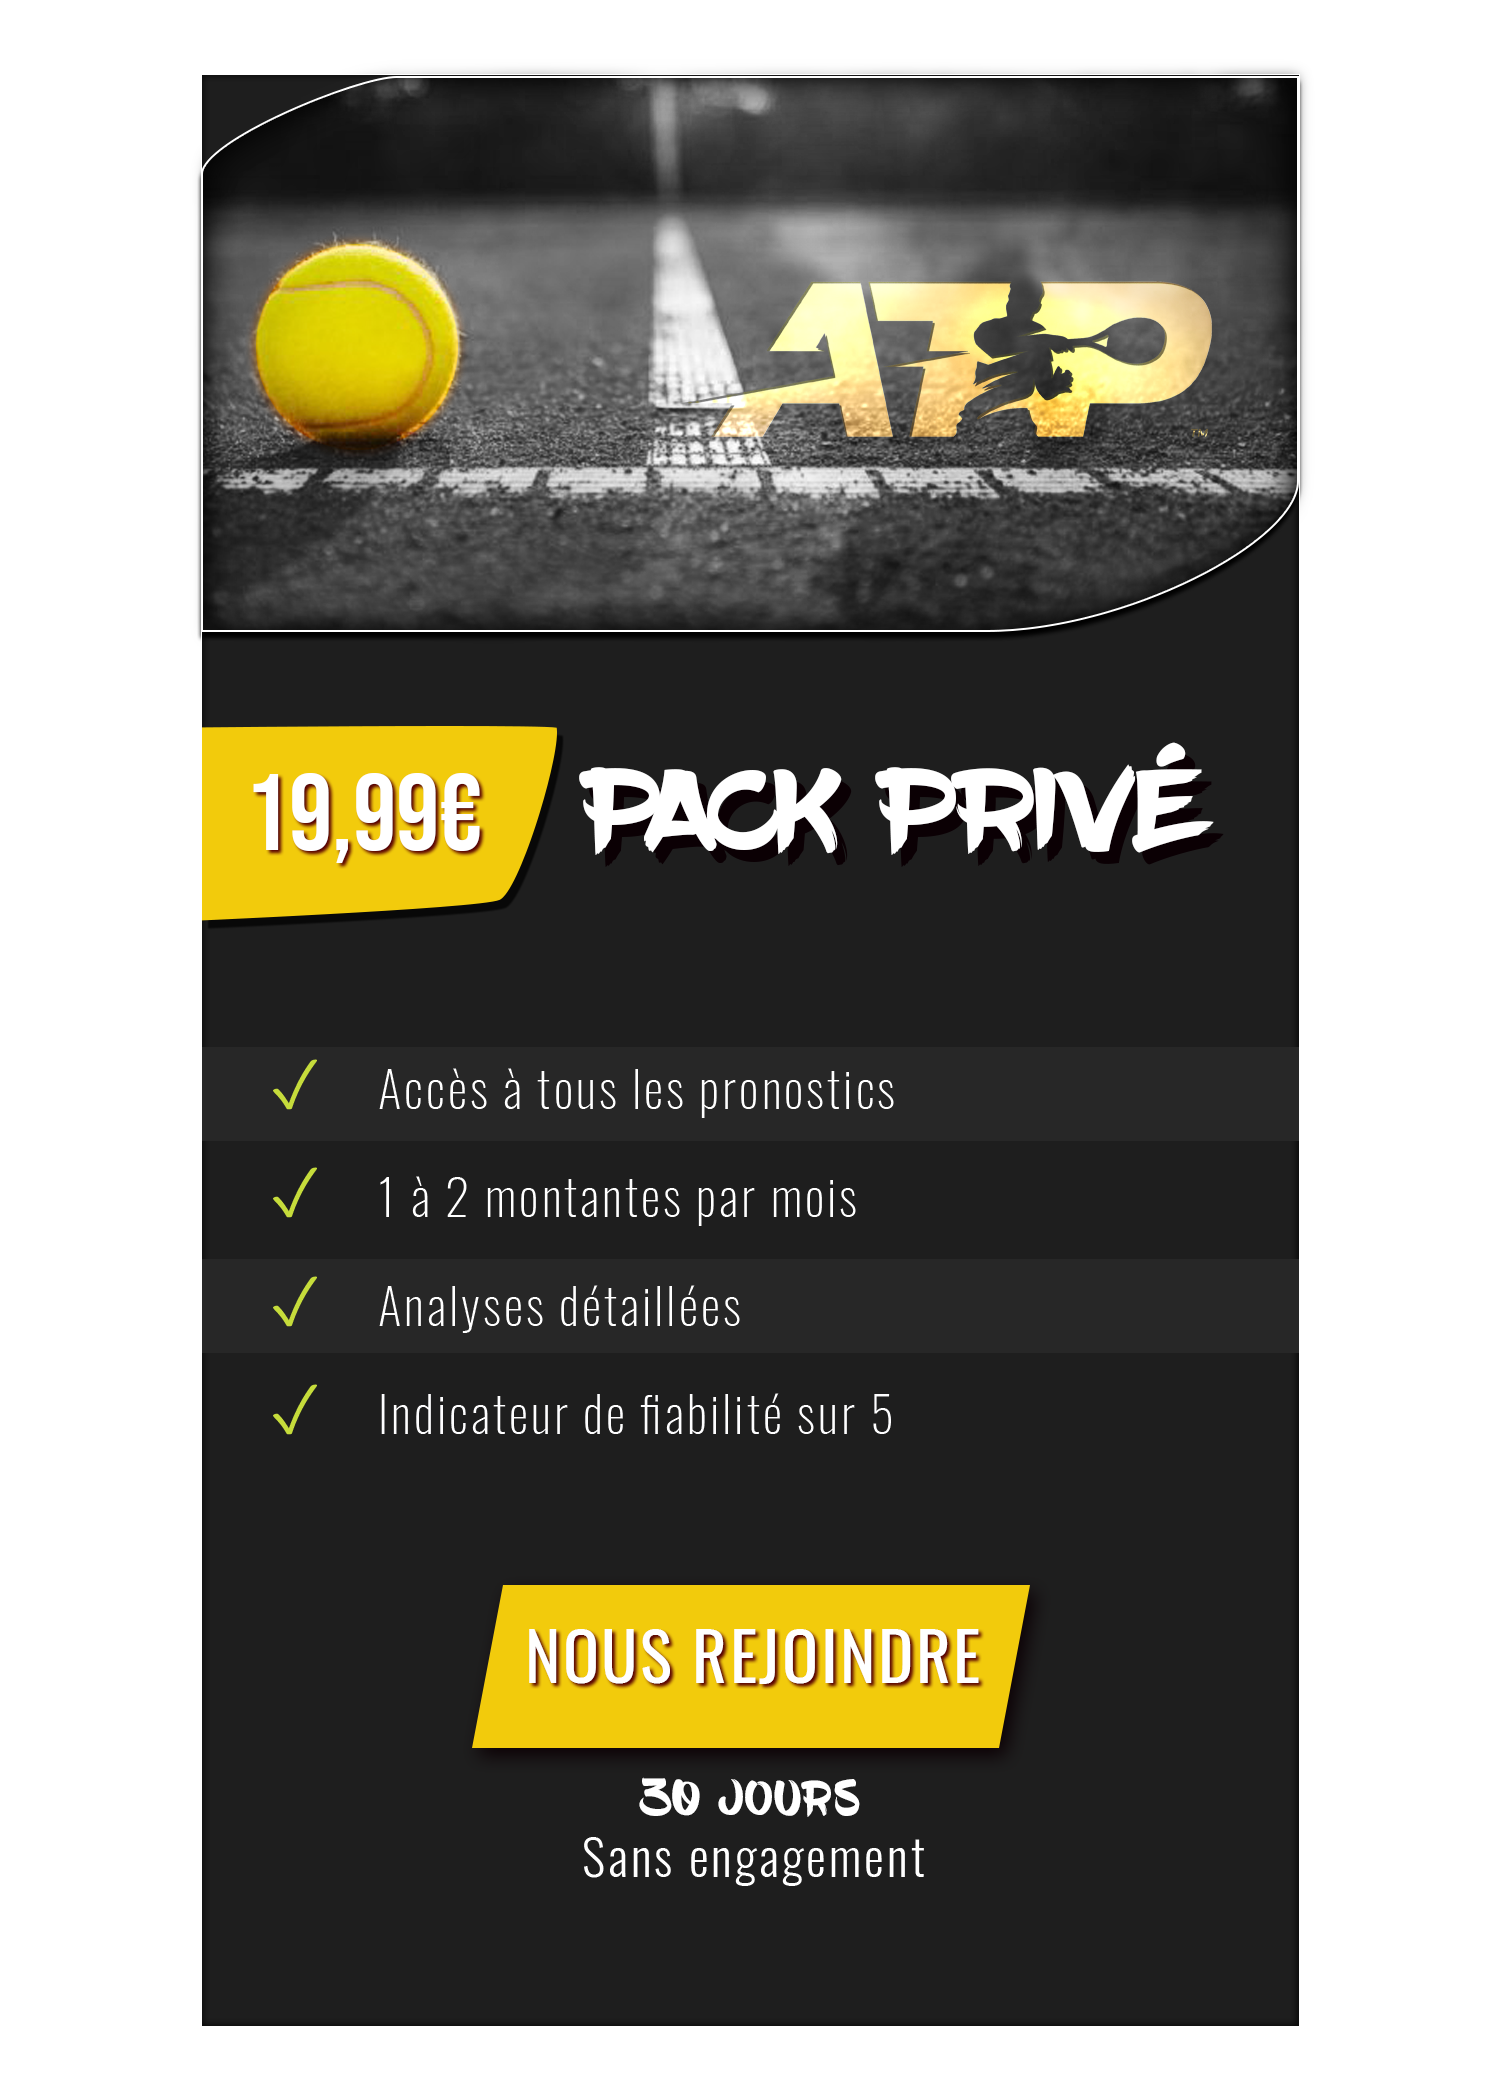 ATP
19,99€ PACK PRIVÉ
Accès à tous les pronostics
1 à 2 montantes par mois
Analyses détaillées
Indicateur de fiabilité sur 5
NOUS REJOINDRE
30 JOURS
Sans engagement